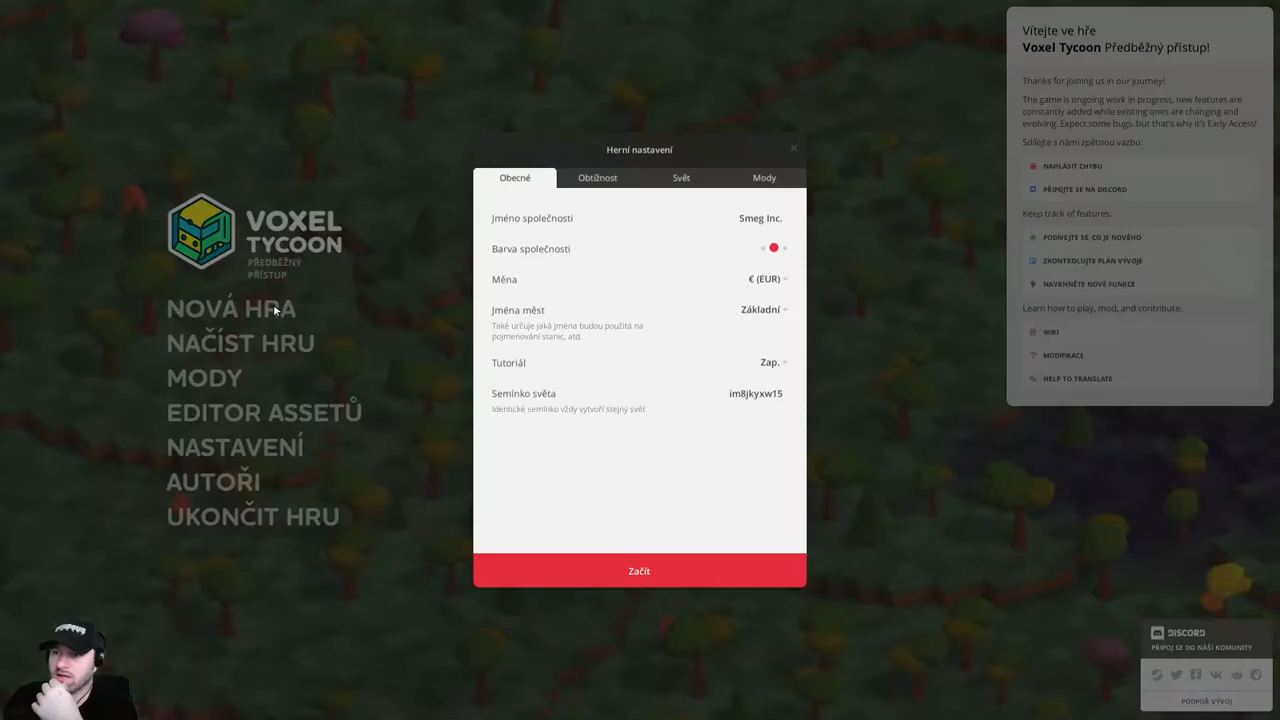 VOXEL
TYCOON
PŘEDBĚŽNÝ
PŘÍSTUP
NOVÁ HRA
NAČÍST HRU
MODY
EDITOR ASSETŮ
NASTAVENÍ
AUTOŘI
UKONČIT HRU
Herní nastavení
Obecné
Obtížnost
Svět
Mody
Jméno společnosti
Smeg Inc.
Barva společnosti
Měna
€ (EUR)
Jména měst
Základní
Také určuje jaká jména budou použitá na
pojmenování stanic, atd.
Tutoriál
Zap.
Semínko světa
im8jkyxw15
Identické semínko vždy vytvoří stejný svět
Začít
Vítejte ve hře
Voxel Tycoon Předběžný přístup!
Thanks for joining us in our journey!
The game is ongoing work in progress, new features are
constantly added while existing ones are changing and
evolving. Expect some bugs, but that's why it's Early Access!
Sdílejte s námi zpětnou vazbu:
NAHLÁSIT CHYBU
PŘIPOJTE SE NA DISCORD
Keep track of features:
PODÍVEJTE SE, CO JE NOVÉHO
ZKONTROLUJTE PLÁN VÝVOJE
NAVRHNĚTE NOVÉ FUNKCE
Learn how to play, mod, and contribute:
WIKI
MODIFIKACE
HELP TO TRANSLATE
DISCORD
PŘIPOJ SE DO NAŠÍ KOMUNITY
PODPOŘ VÝVOJ